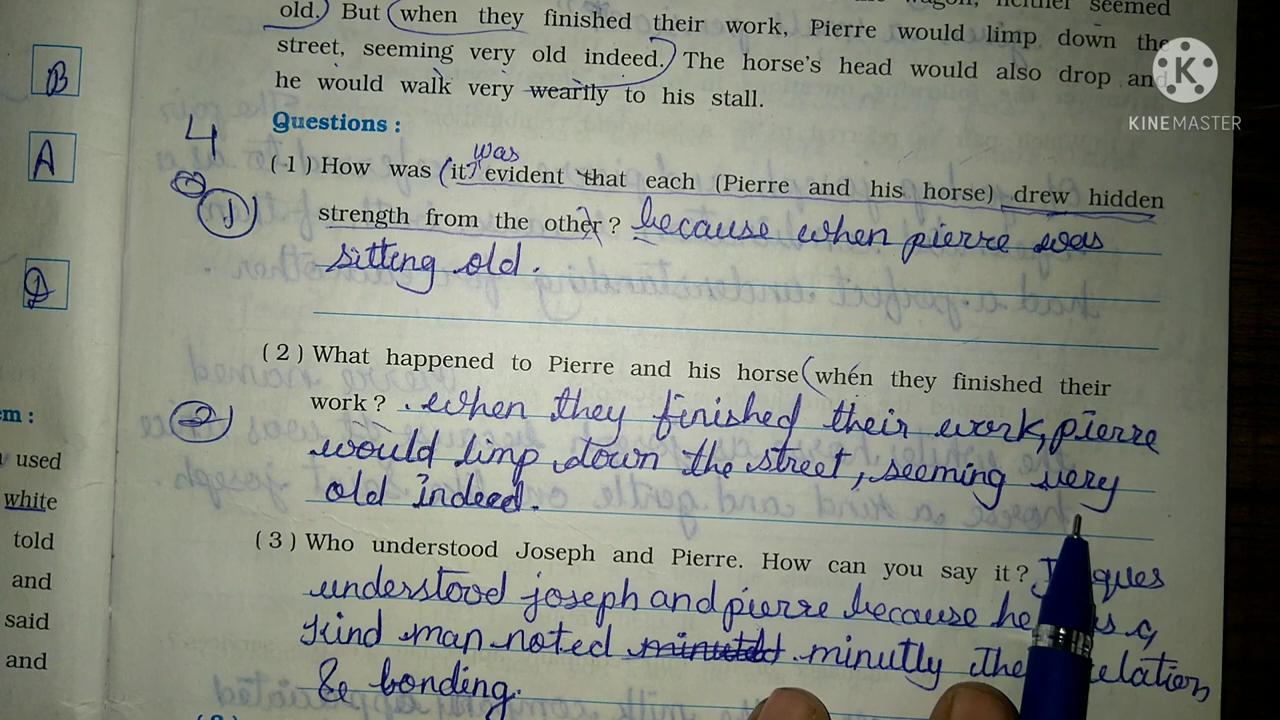 wagon, neither seemed
old. But when they finished their work, Pierre would limp down the
street, seeming very old indeed. The horse's head would also drop and
he would walk very wearily to his stall.
KINEMASTER
B
A
D
4
Questions :
was
( 1 ) How was it evident that each (Pierre and his horse) drew hidden
1
strength from the other ? because when pierre was
sitting old.
( 2 ) What happened to Pierre and his horse when they finished their
2
work ? . when they finished their work, pierre
would limp down the street, seeming very
old indeed.
( 3 ) Who understood Joseph and Pierre. How can you say it?
understood joseph and pierre because he
kind man noted minutly the
& bonding.
em :
used
white
told
and
said
and